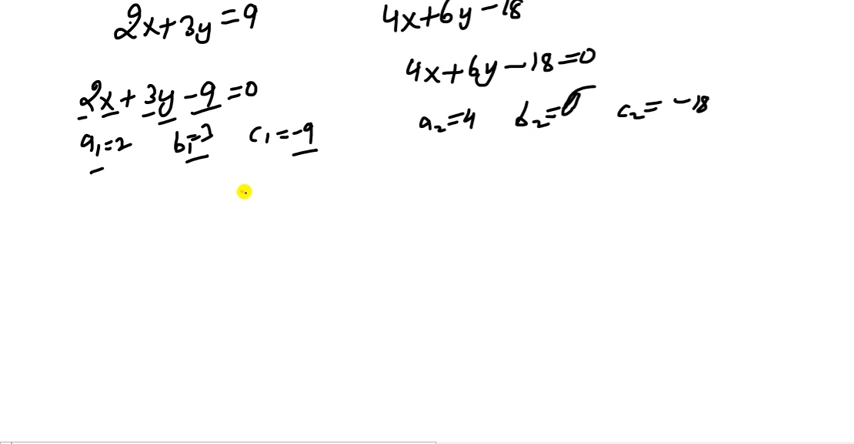 2x+3y=9
4x+6y-18
4x+6y-18=0
2x+3y-9=0
a₁=2 b₁=3 c₁=-9
a₂=4 b₂= c₂=-18